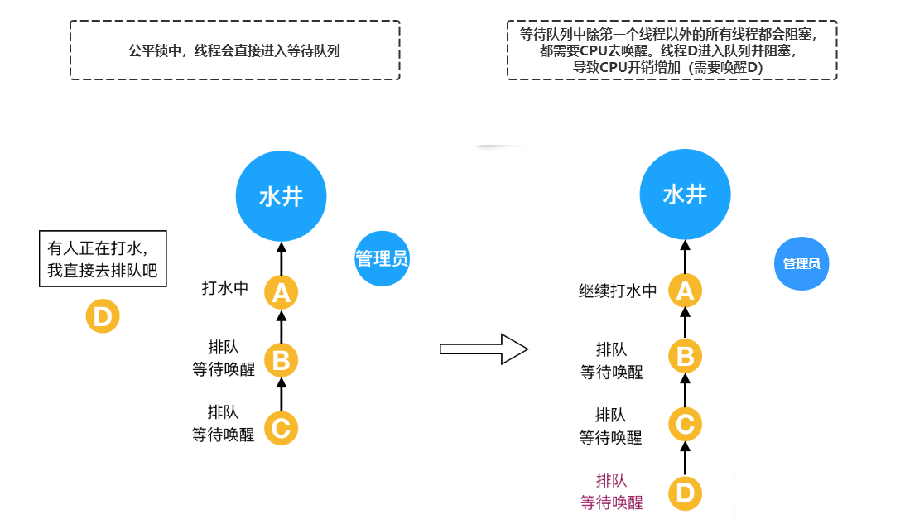 公平锁中，线程会直接进入等待队列
等待队列中除第一个线程以外的所有线程都会阻塞，
都需要CPU去唤醒。线程D进入队列并阻塞，
导致CPU开销增加（需要唤醒D）
水井
有人正在打水，
我直接去排队吧
管理员
D
打水中
A
排队
等待唤醒
B
排队
等待唤醒
C
水井
管理员
继续打水中
A
排队
等待唤醒
B
排队
等待唤醒
C
排队
等待唤醒
D